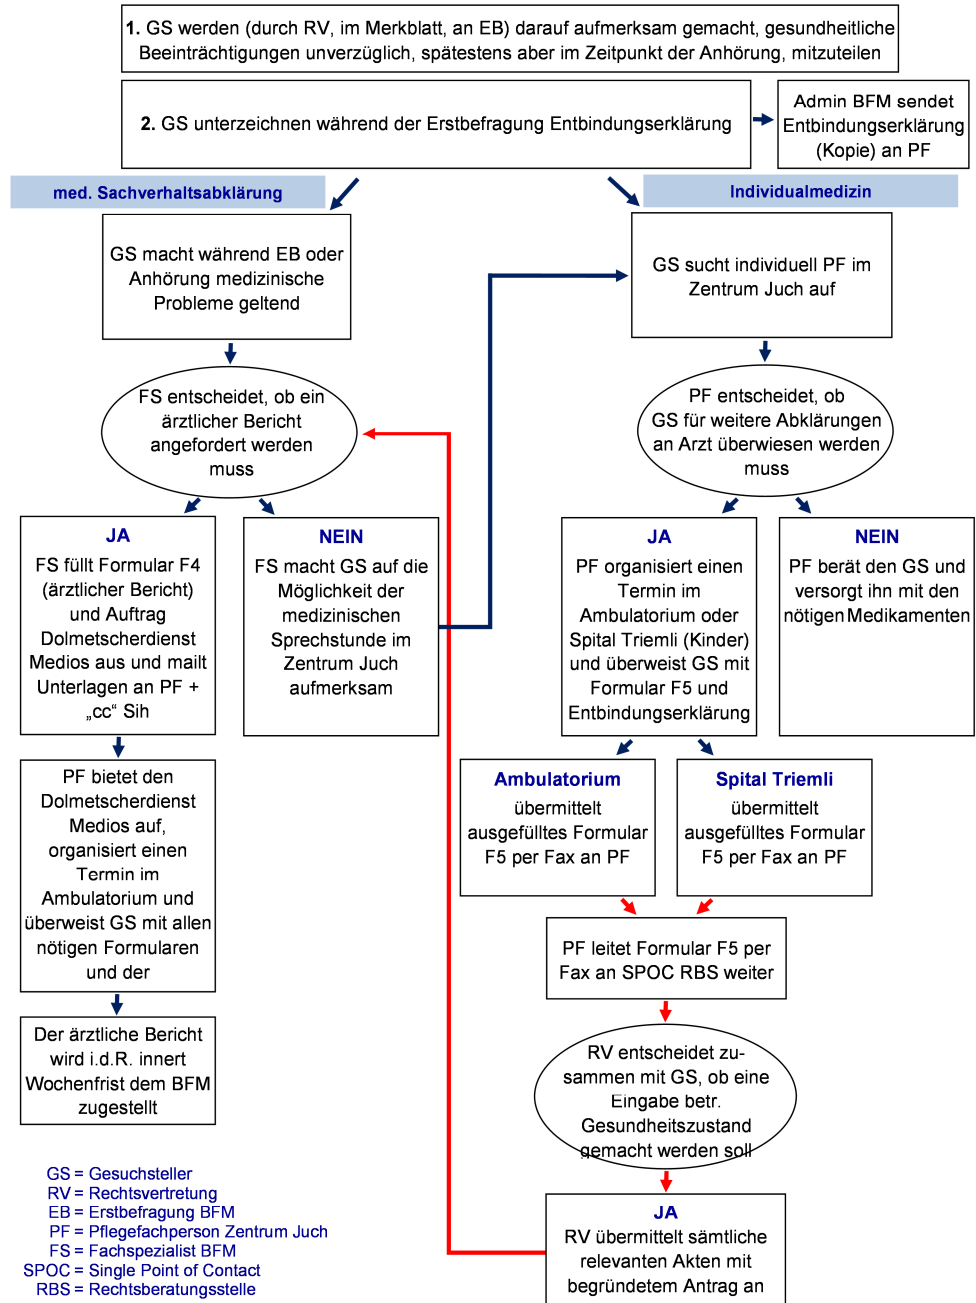 1. GS werden (durch RV, im Merkblatt, an EB) darauf aufmerksam gemacht, gesundheitliche
Beeinträchtigungen unverzüglich, spätestens aber im Zeitpunkt der Anhörung, mitzuteilen
2. GS unterzeichnen während der Erstbefragung Entbindungserklärung
Admin BFM sendet
Entbindungserklärung
(Kopie) an PF
med. Sachverhaltsabklärung
Individualmedizin
GS macht während EB oder
Anhörung medizinische
Probleme geltend
GS sucht individuell PF im
Zentrum Juch auf
FS entscheidet, ob ein
ärztlicher Bericht
angefordert werden
muss
PF entscheidet, ob
GS für weitere Abklärungen
an Arzt überwiesen werden
muss
JA
FS füllt Formular F4
(ärztlicher Bericht)
und Auftrag
Dolmetscherdienst
Medios aus und mailt
Unterlagen an PF +
„cc“ Sih
NEIN
FS macht GS auf die
Möglichkeit der
medizinischen
Sprechstunde im
Zentrum Juch
aufmerksam
JA
PF organisiert einen
Termin im
Ambulatorium oder
Spital Triemli (Kinder)
und überweist GS mit
Formular F5 und
Entbindungserklärung
NEIN
PF berät den GS und
versorgt ihn mit den
nötigen Medikamenten
PF bietet den
Dolmetscherdienst
Medios auf,
organisiert einen
Termin im
Ambulatorium und
überweist GS mit allen
nötigen Formularen
und der
Ambulatorium
übermittelt
ausgefülltes Formular
F5 per Fax an PF
Spital Triemli
übermittelt
ausgefülltes Formular
F5 per Fax an PF
PF leitet Formular F5 per
Fax an SPOC RBS weiter
Der ärztliche Bericht
wird i.d.R. innert
Wochenfrist dem BFM
zugestellt
RV entscheidet zu-
sammen mit GS, ob eine
Eingabe betr.
Gesundheitszustand
gemacht werden soll
JA
RV übermittelt sämtliche
relevanten Akten mit
begründetem Antrag an
GS = Gesuchsteller
RV = Rechtsvertretung
EB = Erstbefragung BFM
PF = Pflegefachperson Zentrum Juch
FS = Fachspezialist BFM
SPOC = Single Point of Contact
RBS = Rechtsberatungsstelle